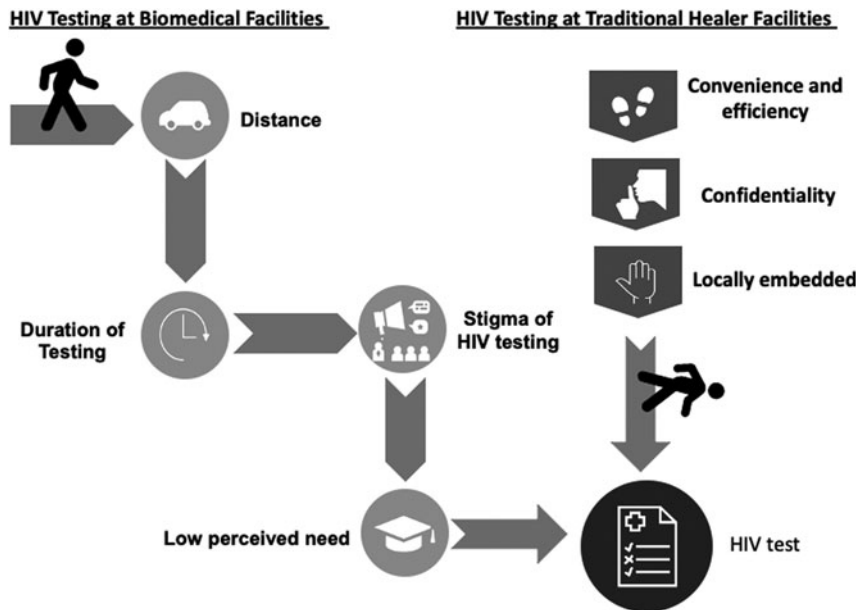 HIV Testing at Biomedical Facilities
HIV Testing at Traditional Healer Facilities
Distance
Convenience and
efficiency
Confidentiality
Locally embedded
Duration of
Testing
Stigma of
HIV testing
Low perceived need
HIV test